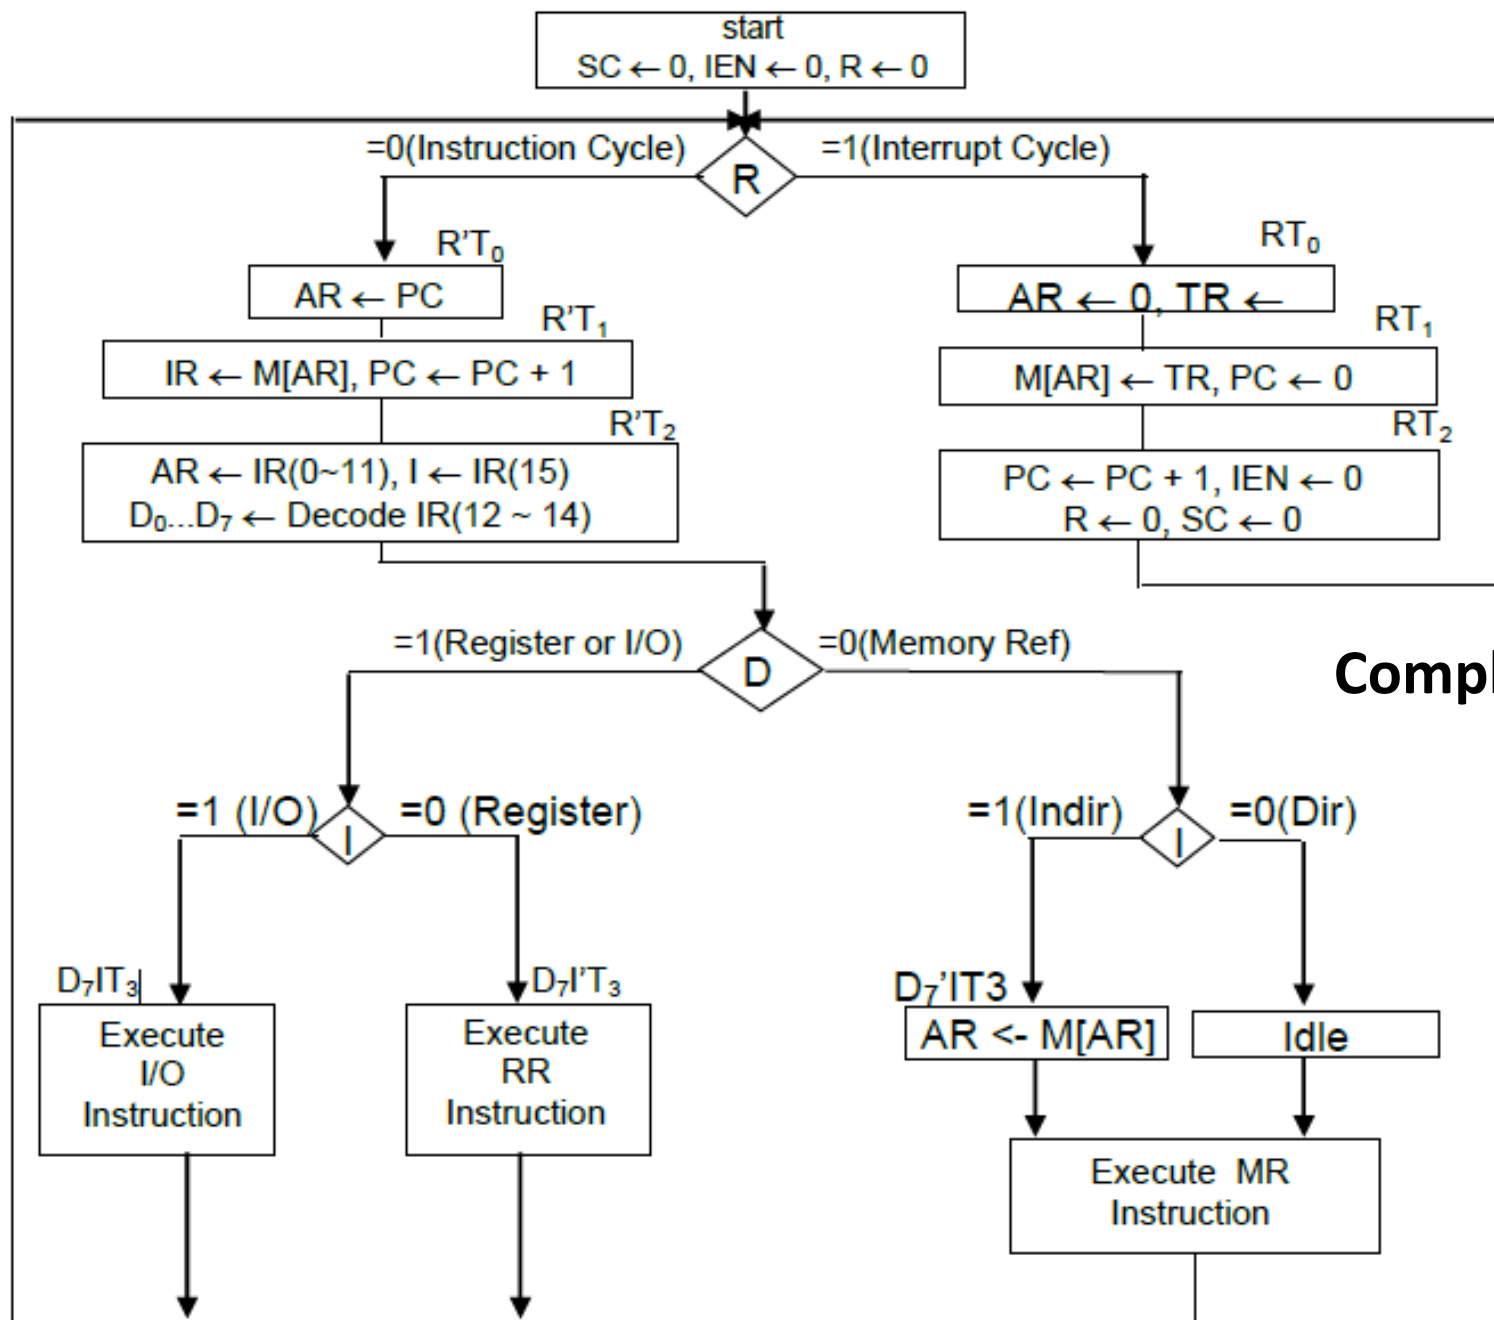 start
SC ← 0, IEN ← 0, R ← 0
=0(Instruction Cycle)
R
=1(Interrupt Cycle)
R'T₀
AR ← PC
R'T₁
IR ← M[AR], PC ← PC + 1
R'T₂
AR ← IR(0~11), I ← IR(15)
D₀...D₇ ← Decode IR(12 ~ 14)
RT₀
AR ← 0, TR ←
RT₁
M[AR] ← TR, PC ← 0
RT₂
PC ← PC + 1, IEN ← 0
R ← 0, SC ← 0
=1(Register or I/O)
D
=0(Memory Ref)
Compl
=1 (I/O)
I
=0 (Register)
=1(Indir)
I
=0(Dir)
D₇IT₃
Execute
I/O
Instruction
D₇I'T₃
Execute
RR
Instruction
D₇'IT3
AR <- M[AR]
Idle
Execute MR
Instruction